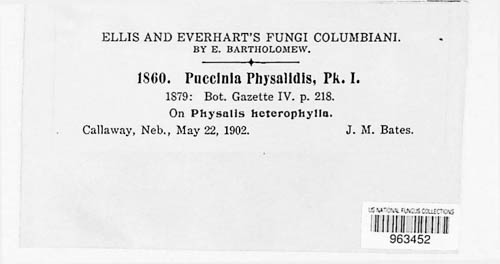 ELLIS AND EVERHART'S FUNGI COLUMBIANI.
BY E. BARTHOLOMEW.
1860. Puccinia Physalidis, Pk. I.
1879: Bot. Gazette IV. p. 218.
On Physalis heterophylla.
Callaway, Neb., May 22, 1902. J. M. Bates.
US NATIONAL FUNGUS COLLECTIONS
963452